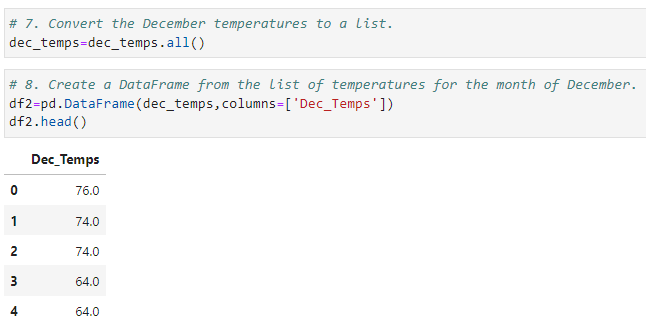 # 7. Convert the December temperatures to a list.
dec_temps=dec_temps.all()
# 8. Create a DataFrame from the list of temperatures for the month of December.
df2=pd.DataFrame(dec_temps,columns=['Dec_Temps'])
df2.head()
Dec_Temps
0 76.0
1 74.0
2 74.0
3 64.0
4 64.0